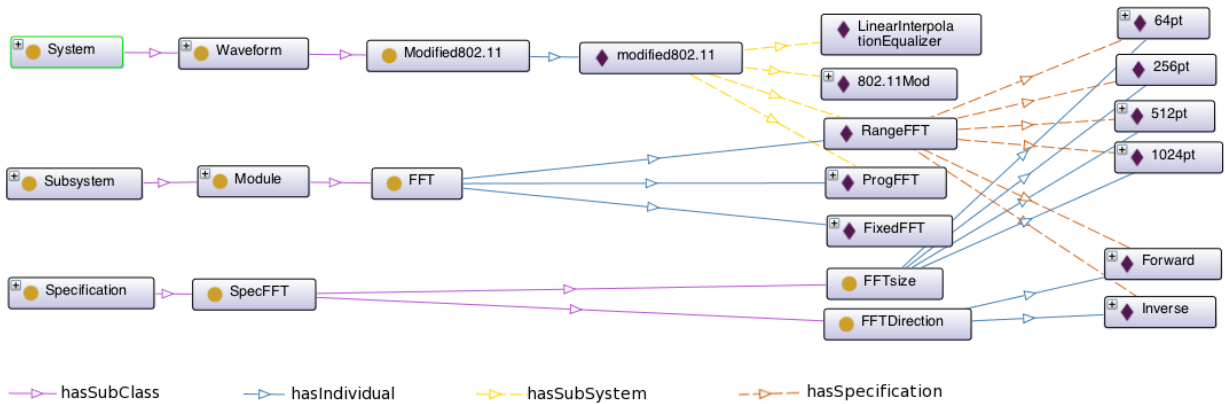 System
Waveform
Modified802.11
modified802.11
LinearInterpola
tionEqualizer
802.11Mod
RangeFFT
64pt
256pt
512pt
1024pt
Subsystem
Module
FFT
ProgFFT
FixedFFT
Specification
SpecFFT
FFTsize
FFTDirection
Forward
Inverse
hasSubClass
hasIndividual
hasSubSystem
hasSpecification